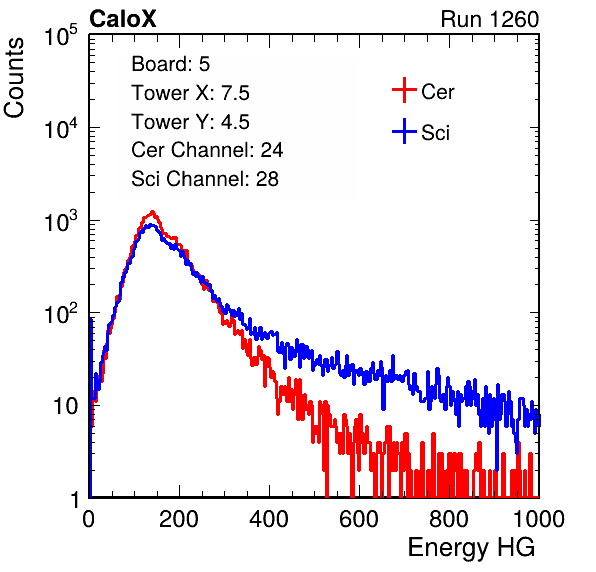 CaloX Run 1260
Counts
Board: 5
Tower X: 7.5
Tower Y: 4.5
Cer Channel: 24
Sci Channel: 28
Cer
Sci
10^5
10^4
10^3
10^2
10
1
0 200 400 600 800 1000
Energy HG